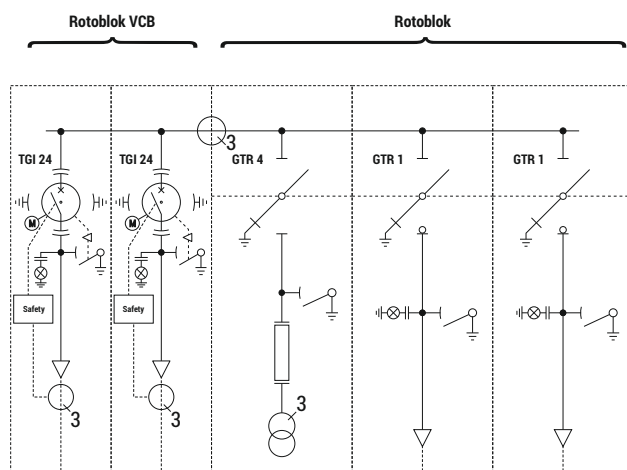 Rotoblok VCB
Rotoblok
TGI 24
TGI 24
3
GTR 4
GTR 1
GTR 1
M
M
Safety
Safety
3
3
3